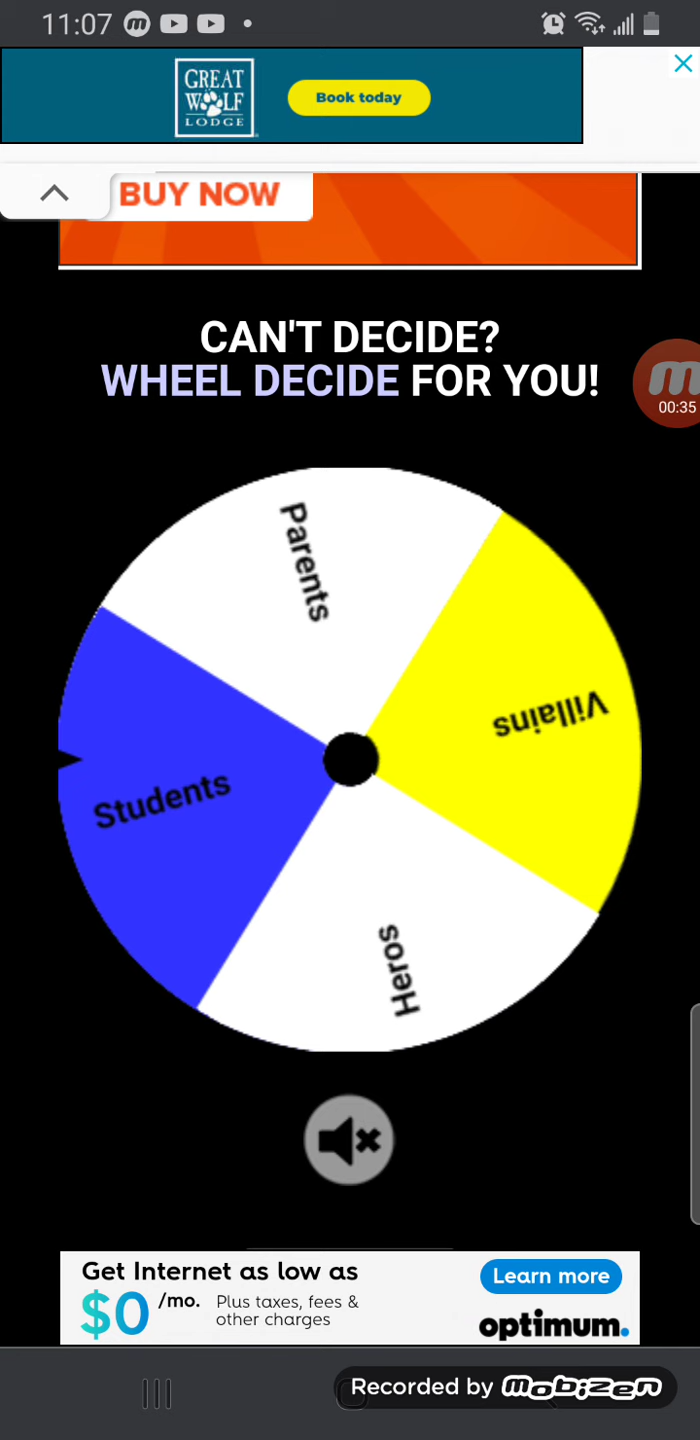 11:07
GREAT
WOLF
LODGE
Book today
BUY NOW
CAN'T DECIDE?
WHEEL DECIDE FOR YOU!
00:35
Parents
Villains
Students
Heros
Get Internet as low as
$0 /mo. Plus taxes, fees &
other charges
Learn more
optimum.
Recorded by mobizen